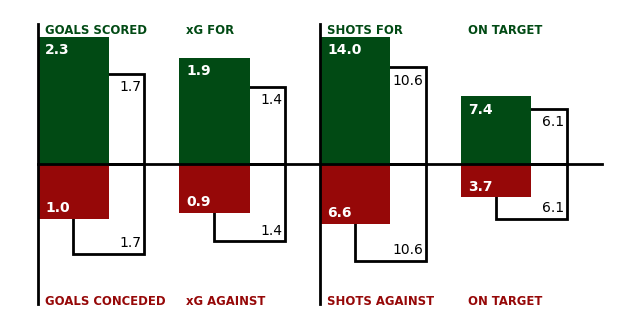 GOALS SCORED xG FOR SHOTS FOR ON TARGET
2.3 1.7 1.9 1.4 14.0 10.6 7.4 6.1
1.0 1.7 0.9 1.4 6.6 10.6 3.7 6.1
GOALS CONCEDED xG AGAINST SHOTS AGAINST ON TARGET